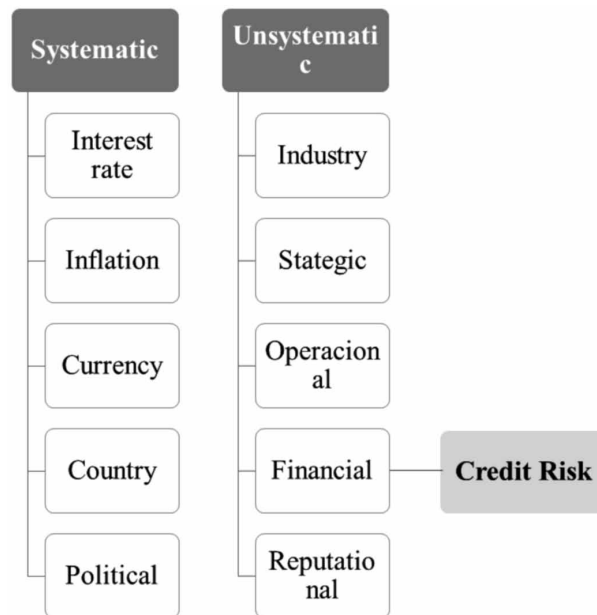 Systematic
Interest
rate
Inflation
Currency
Country
Political
Unsystemati
c
Industry
Stategic
Operacion
al
Financial
Reputatio
nal
Credit Risk